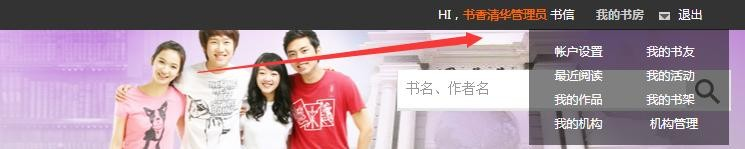 HI，书香清华管理员 书信 我的书房 退出
帐户设置 我的书友
最近阅读 我的活动
书名、作者名
我的作品 我的书架
我的机构 机构管理